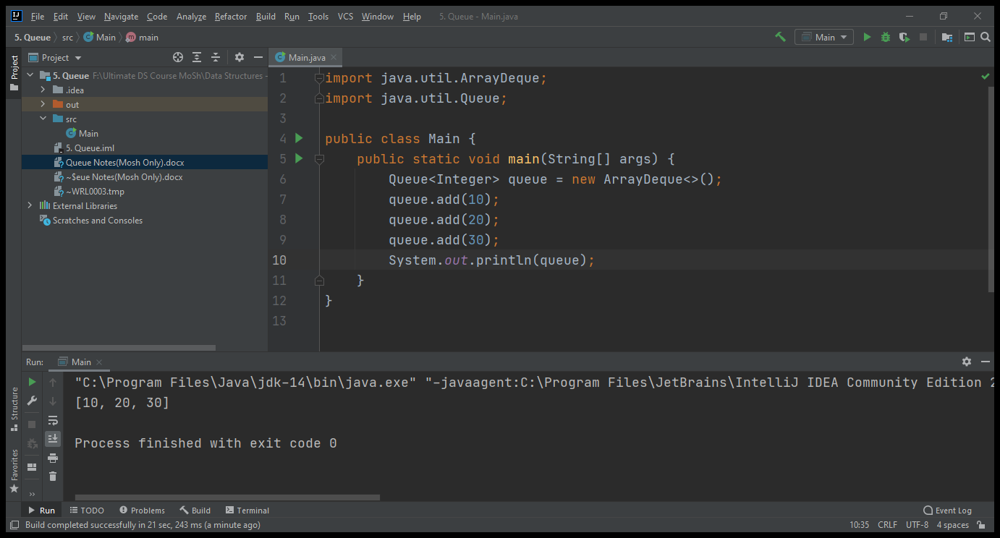 File Edit View Navigate Code Analyze Refactor Build Run Tools VCS Window Help 5. Queue - Main.java
5. Queue src Main main
Main
Project
Project
Main.java
5. Queue F:\Ultimate DS Course MoSh\Data Structures -
.idea
out
src
Main
5. Queue.iml
Queue Notes(Mosh Only).docx
~$eue Notes(Mosh Only).docx
~WRL0003.tmp
External Libraries
Scratches and Consoles
1 import java.util.ArrayDeque;
2 import java.util.Queue;
3
4 public class Main {
5 public static void main(String[] args) {
6 Queue<Integer> queue = new ArrayDeque<>();
7 queue.add(10);
8 queue.add(20);
9 queue.add(30);
10 System.out.println(queue);
11 }
12 }
13
Run: Main
"C:\Program Files\Java\jdk-14\bin\java.exe" "-javaagent:C:\Program Files\JetBrains\IntelliJ IDEA Community Edition 2
[10, 20, 30]
Process finished with exit code 0
Structure
Favorites
Run TODO Problems Build Terminal Event Log
Build completed successfully in 21 sec, 243 ms (a minute ago) 10:35 CRLF UTF-8 4 spaces